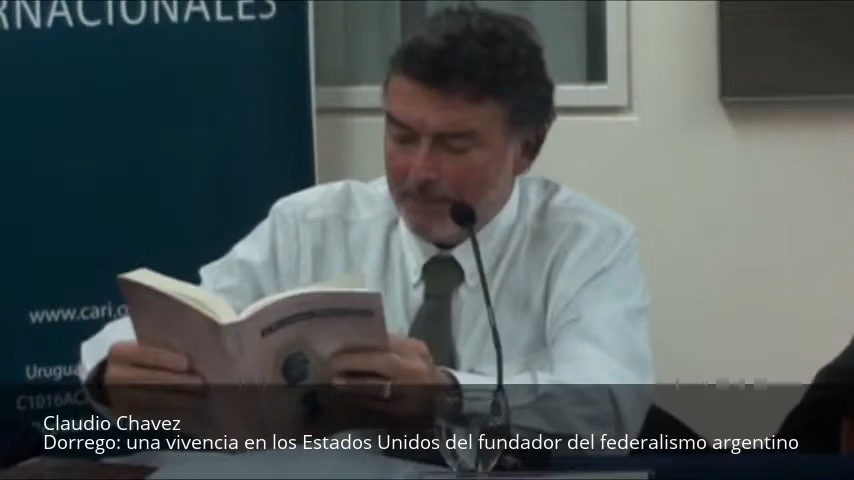 RNACIONALES
www.cari.o
Urugua
C1016AC
Claudio Chavez
Dorrego: una vivencia en los Estados Unidos del fundador del federalismo argentino